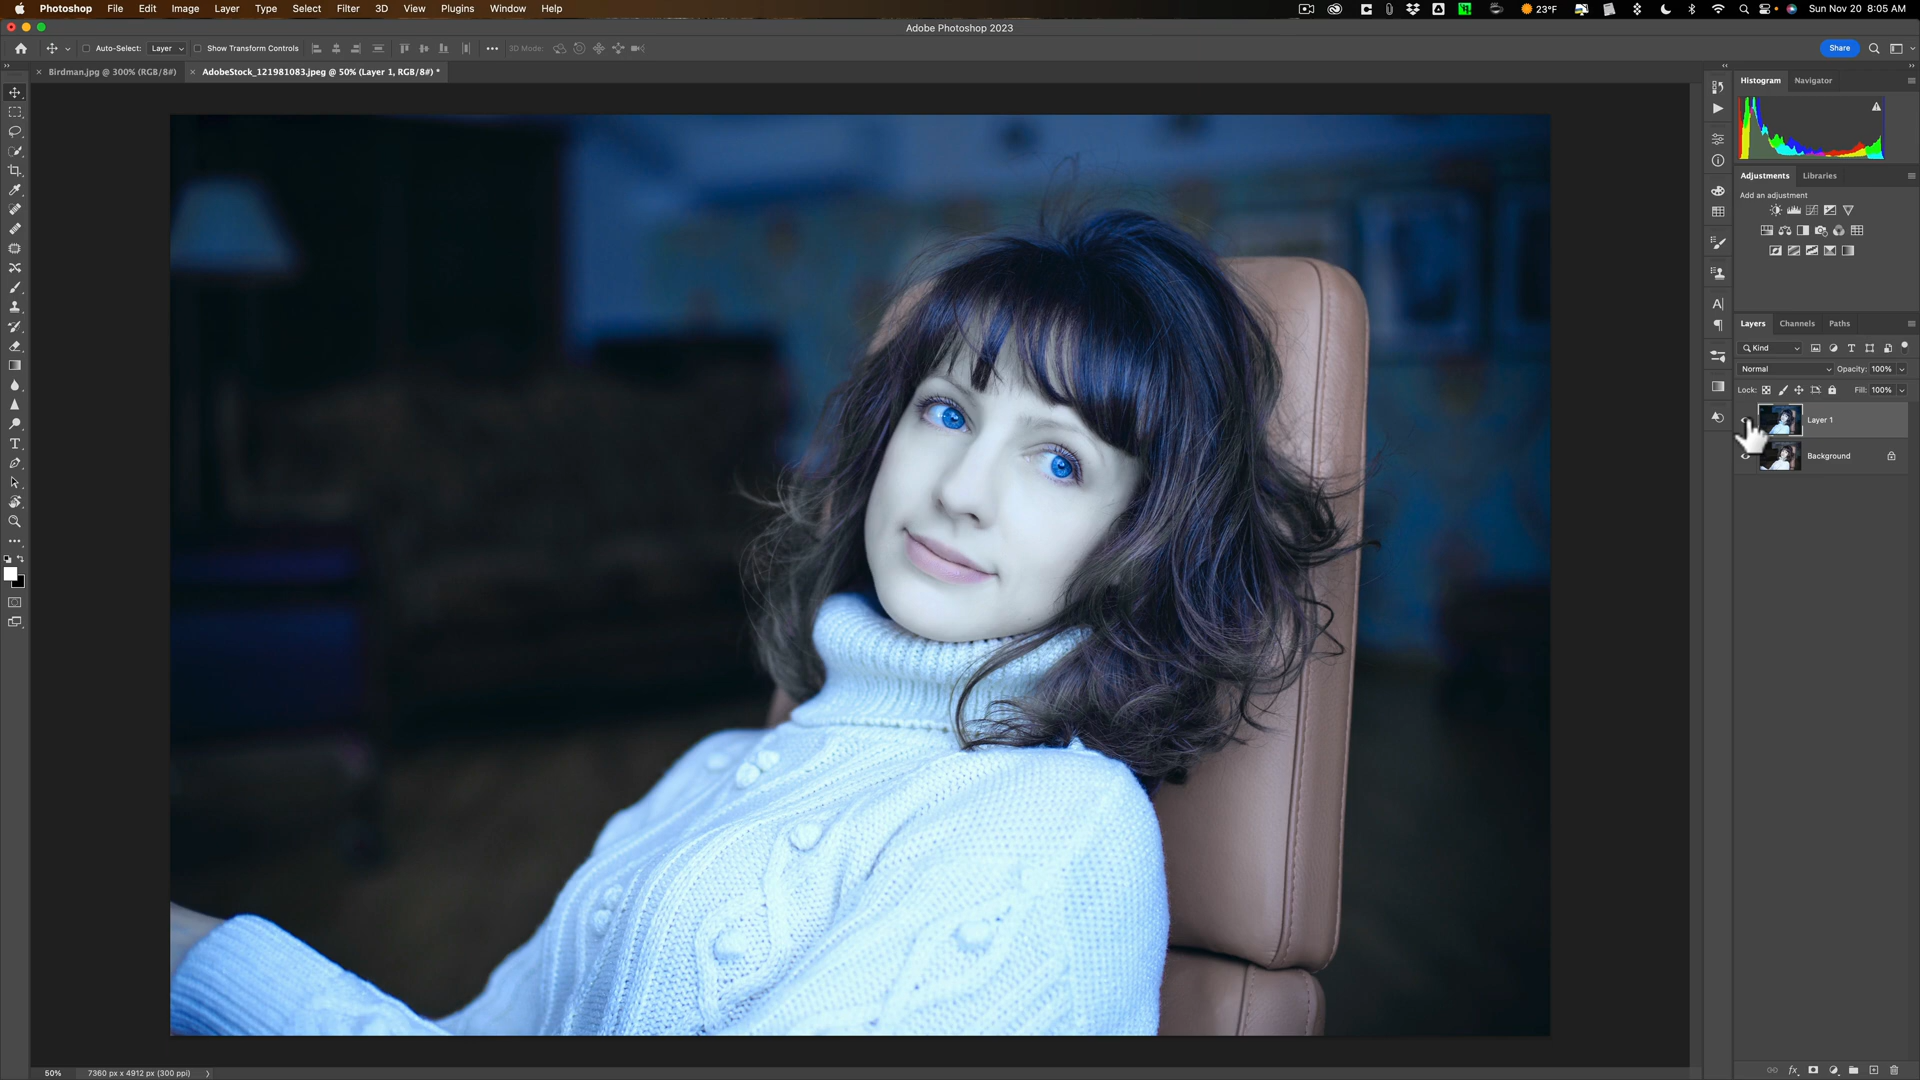 Photoshop File Edit Image Layer Type Select Filter 3D View Plugins Window Help
23°F
Sun Nov 20 8:05 AM
Adobe Photoshop 2023
Auto-Select: Layer Show Transform Controls
3D Mode:
Share
Birdman.jpg @ 300% (RGB/8#)
AdobeStock_121981083.jpeg @ 50% (Layer 1, RGB/8#) *
Histogram Navigator
Adjustments Libraries
Add an adjustment
Layers Channels Paths
Kind
Normal Opacity: 100%
Lock: Fill: 100%
Layer 1
Background
50% 7360 px x 4912 px (300 ppi)